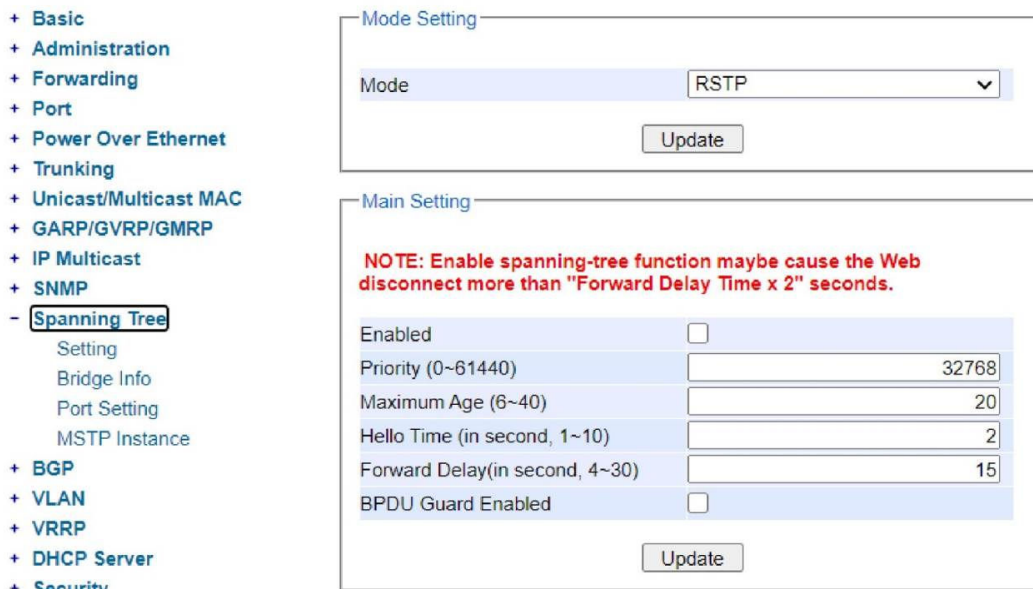 + Basic
+ Administration
+ Forwarding
+ Port
+ Power Over Ethernet
+ Trunking
+ Unicast/Multicast MAC
+ GARP/GVRP/GMRP
+ IP Multicast
+ SNMP
- Spanning Tree
Setting
Bridge Info
Port Setting
MSTP Instance
+ BGP
+ VLAN
+ VRRP
+ DHCP Server
+ Security
Mode Setting
Mode RSTP
Update
Main Setting
NOTE: Enable spanning-tree function maybe cause the Web
disconnect more than "Forward Delay Time x 2" seconds.
Enabled
Priority (0~61440) 32768
Maximum Age (6~40) 20
Hello Time (in second, 1~10) 2
Forward Delay(in second, 4~30) 15
BPDU Guard Enabled
Update